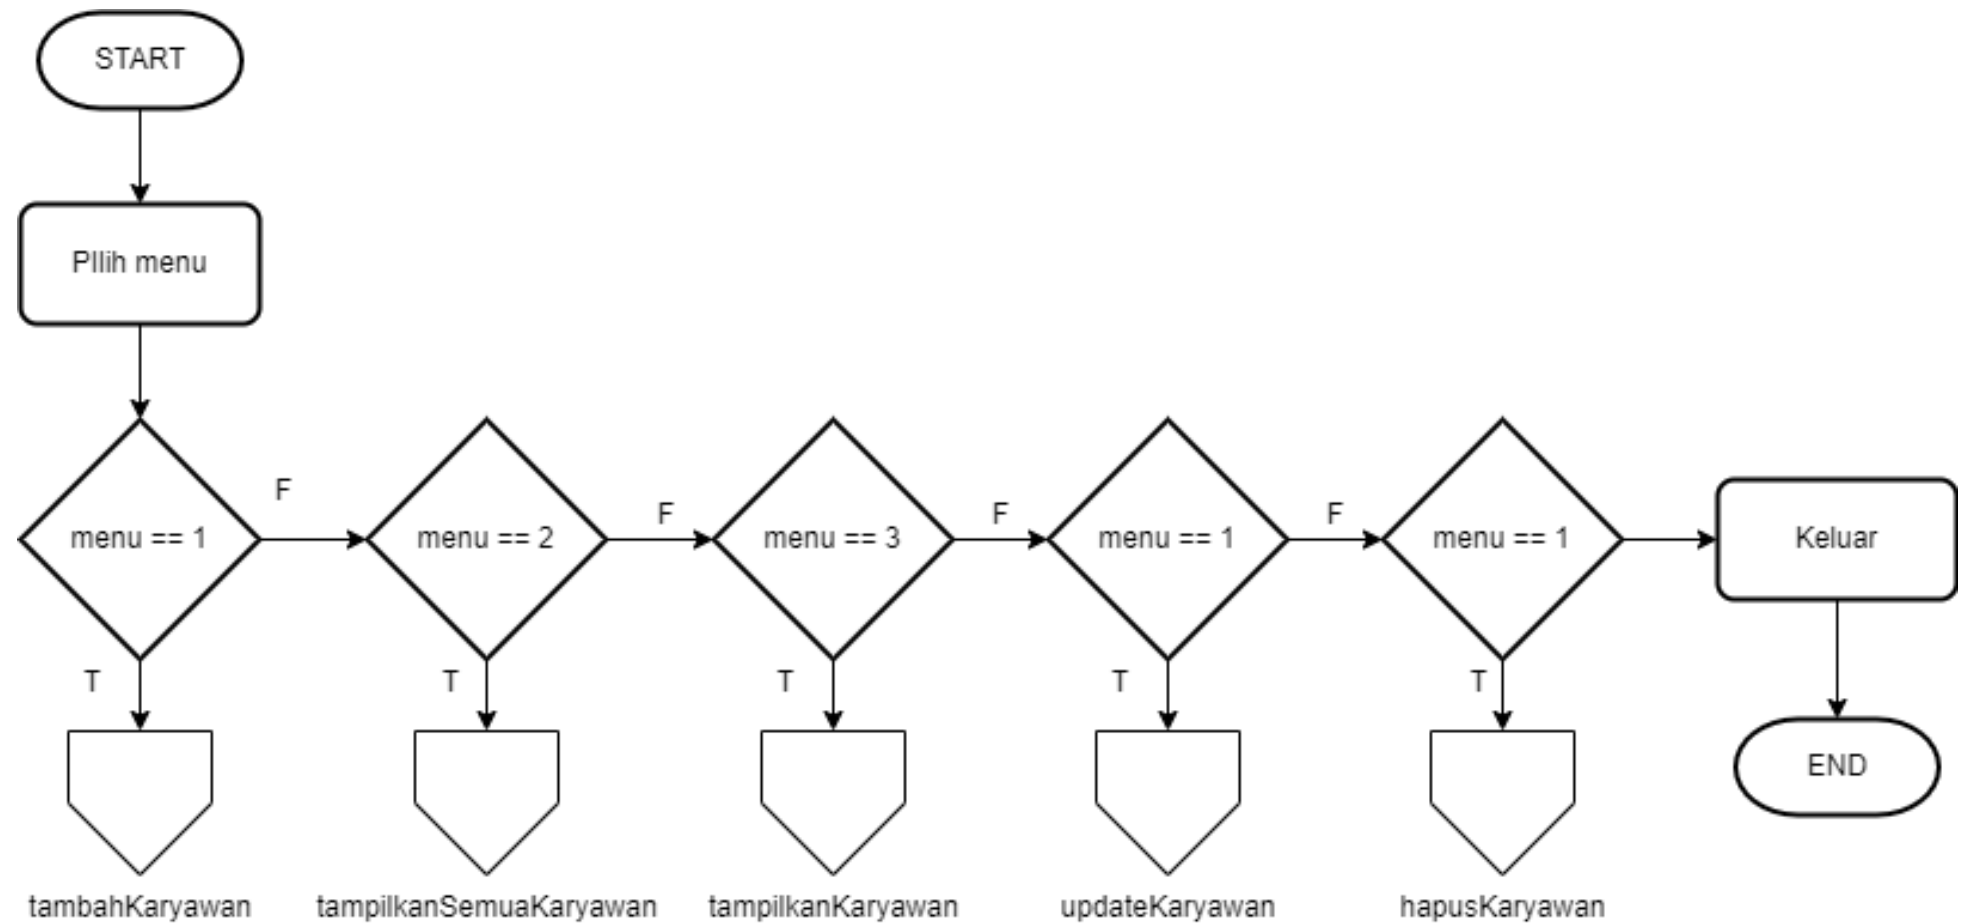 START
PIlih menu
F
F
F
F
menu == 1
menu == 2
menu == 3
menu == 1
menu == 1
Keluar
T
T
T
T
T
END
tambahKaryawan
tampilkanSemuaKaryawan
tampilkanKaryawan
updateKaryawan
hapusKaryawan